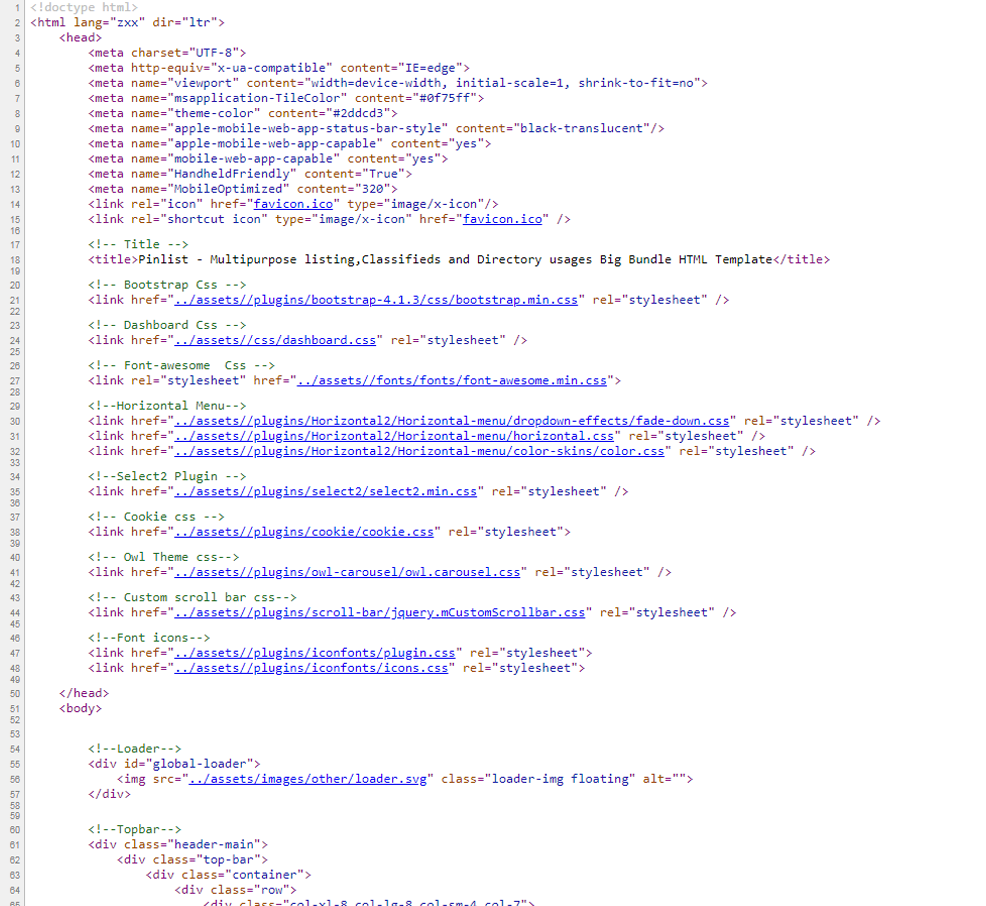 1 <!doctype html>
2 <html lang="zxx" dir="ltr">
3 <head>
4 <meta charset="UTF-8">
5 <meta http-equiv="x-ua-compatible" content="IE=edge">
6 <meta name="viewport" content="width=device-width, initial-scale=1, shrink-to-fit=no">
7 <meta name="msapplication-TileColor" content="#0f75ff">
8 <meta name="theme-color" content="#2ddcd3">
9 <meta name="apple-mobile-web-app-status-bar-style" content="black-translucent"/>
10 <meta name="apple-mobile-web-app-capable" content="yes">
11 <meta name="mobile-web-app-capable" content="yes">
12 <meta name="HandheldFriendly" content="True">
13 <meta name="MobileOptimized" content="320">
14 <link rel="icon" href="favicon.ico" type="image/x-icon"/>
15 <link rel="shortcut icon" type="image/x-icon" href="favicon.ico" />
16
17 <!-- Title -->
18 <title>Pinlist - Multipurpose listing,Classifieds and Directory usages Big Bundle HTML Template</title>
19
20 <!-- Bootstrap Css -->
21 <link href="../assets//plugins/bootstrap-4.1.3/css/bootstrap.min.css" rel="stylesheet" />
22
23 <!-- Dashboard Css -->
24 <link href="../assets//css/dashboard.css" rel="stylesheet" />
25
26 <!-- Font-awesome  Css -->
27 <link rel="stylesheet" href="../assets//fonts/fonts/font-awesome.min.css">
28
29 <!--Horizontal Menu-->
30 <link href="../assets//plugins/Horizontal2/Horizontal-menu/dropdown-effects/fade-down.css" rel="stylesheet" />
31 <link href="../assets//plugins/Horizontal2/Horizontal-menu/horizontal.css" rel="stylesheet" />
32 <link href="../assets//plugins/Horizontal2/Horizontal-menu/color-skins/color.css" rel="stylesheet" />
33
34 <!--Select2 Plugin -->
35 <link href="../assets//plugins/select2/select2.min.css" rel="stylesheet" />
36
37 <!-- Cookie css -->
38 <link href="../assets//plugins/cookie/cookie.css" rel="stylesheet">
39
40 <!-- Owl Theme css-->
41 <link href="../assets//plugins/owl-carousel/owl.carousel.css" rel="stylesheet" />
42
43 <!-- Custom scroll bar css-->
44 <link href="../assets//plugins/scroll-bar/jquery.mCustomScrollbar.css" rel="stylesheet" />
45
46 <!--Font icons-->
47 <link href="../assets//plugins/iconfonts/plugin.css" rel="stylesheet">
48 <link href="../assets//plugins/iconfonts/icons.css" rel="stylesheet">
49
50 </head>
51 <body>
52
53
54 <!--Loader-->
55 <div id="global-loader">
56 <img src="../assets/images/other/loader.svg" class="loader-img floating" alt="">
57 </div>
58
59
60 <!--Topbar-->
61 <div class="header-main">
62 <div class="top-bar">
63 <div class="container">
64 <div class="row">
65 <div class="col-xl-8 col-lg-8 col-sm-4 col-7">